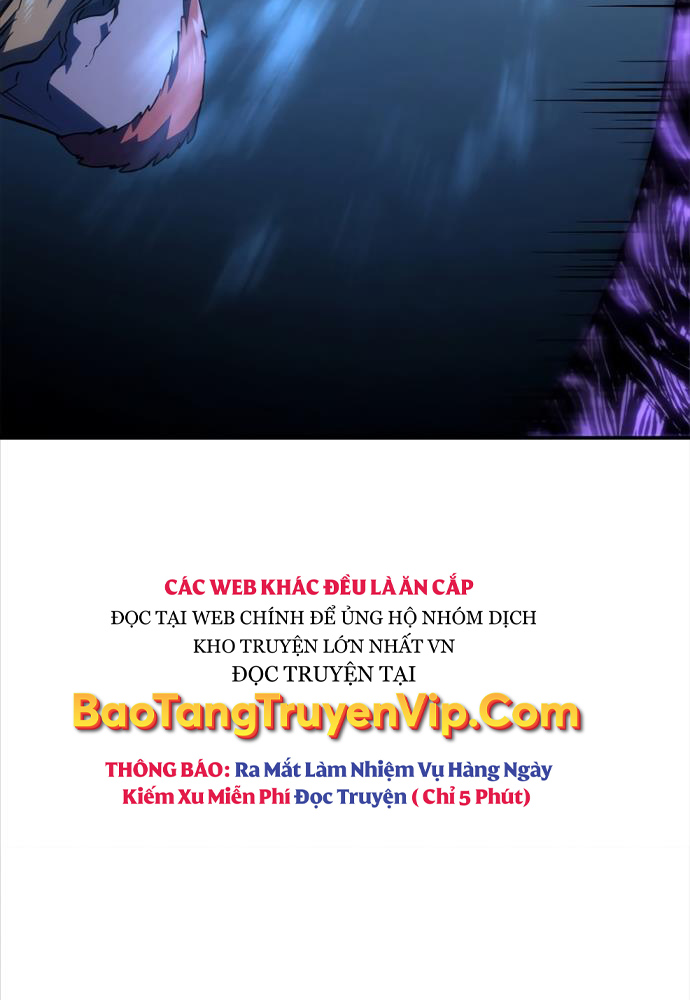 CÁC WEB KHÁC ĐỀU LÀ ĂN CẮP
ĐỌC TẠI WEB CHÍNH ĐỂ ỦNG HỘ NHÓM DỊCH
KHO TRUYỆN LỚN NHẤT VN
ĐỌC TRUYỆN TẠI
BaoTangTruyenVip.Com
THÔNG BÁO: Ra Mắt Làm Nhiệm Vụ Hàng Ngày
Kiếm Xu Miễn Phí Đọc Truyện ( Chỉ 5 Phút)